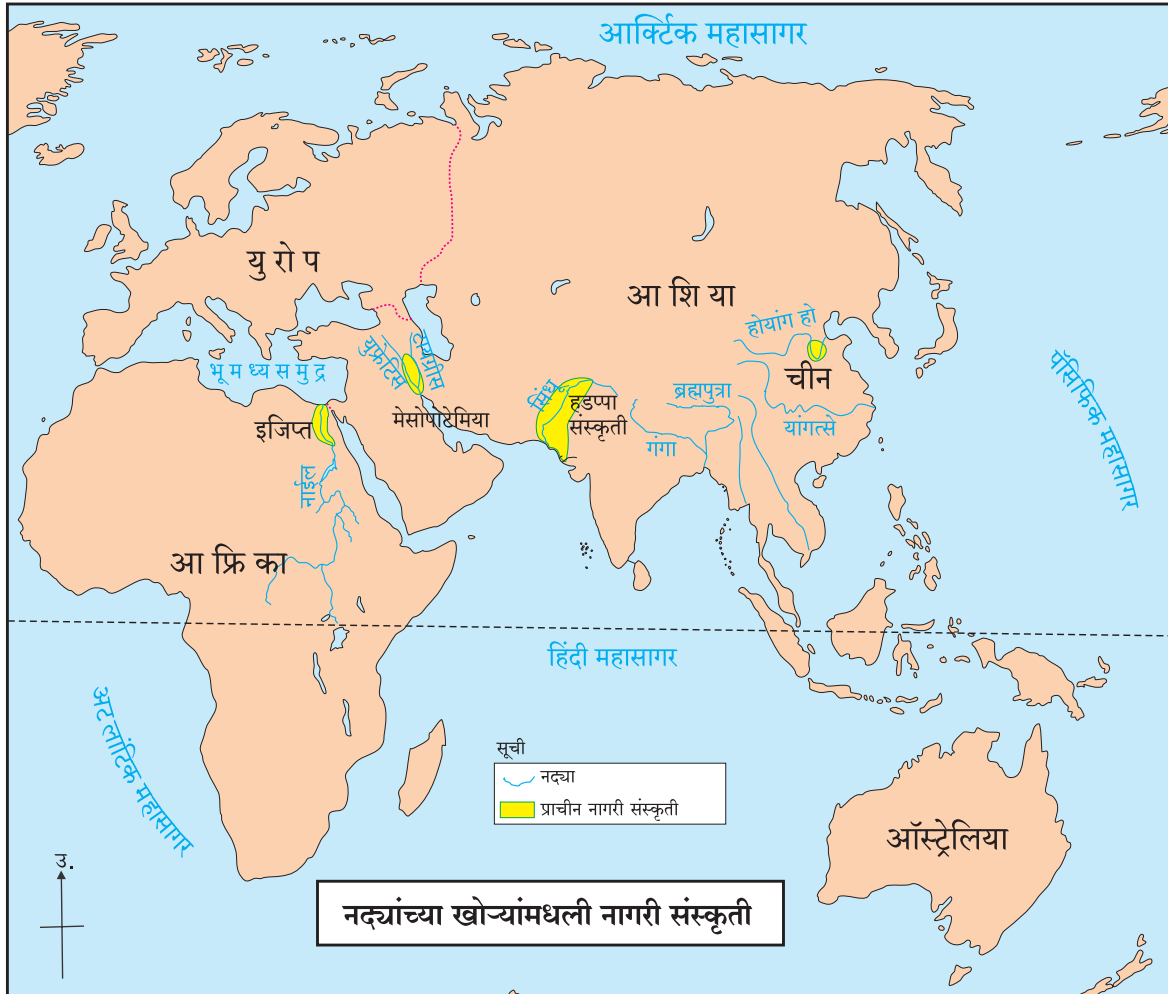 आर्क्टिक महासागर
यु रो प
आ शि या
होयांग हो
चीन
भू म ध्य स मु द्र
युफ्रेटिस
टायग्रीस
मेसोपोटेमिया
सिंधू
हडप्पा
संस्कृती
ब्रह्मपुत्रा
गंगा
यांगत्से
पॅसिफिक महासागर
इजिप्त
नाईल
आ फ्रि का
हिंदी महासागर
अटलांटिक महासागर
सूची
नद्या
प्राचीन नागरी संस्कृती
ऑस्ट्रेलिया
उ.
नद्यांच्या खोऱ्यांमधली नागरी संस्कृती